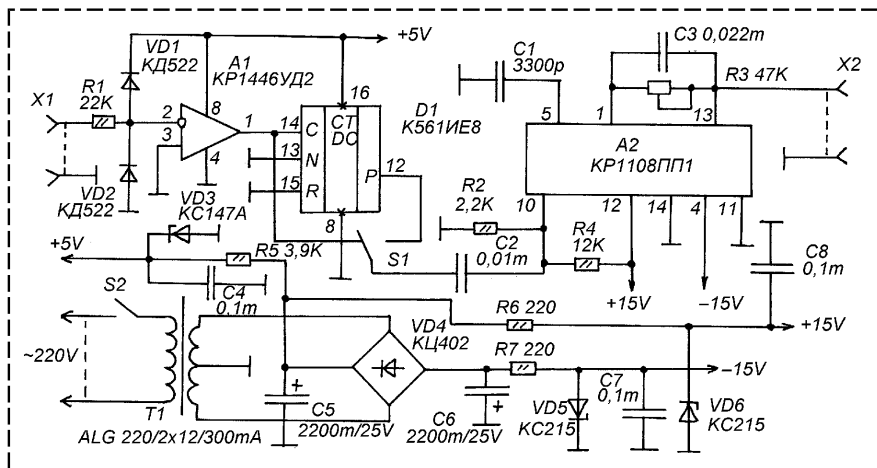 VD1
КД522
A1
КР1446УД2
+5V
C1
3300p
C3 0,022m
X2
X1
R1
22K
2
3
8
4
1
14
13
15
C
N
R
16
CT
DC
P
12
8
D1
К561ИЕ8
5
1
13
R3 47K
A2
КР1108ПП1
10
12
14
4
11
VD2
КД522
VD3
КС147А
R2
2,2K
R4
12K
C2
0,01m
S1
+5V
R5 3,9K
C4
0,1m
+15V
–15V
C8
0,1m
S2
~220V
T1
ALG 220/2x12/300mA
VD4
КЦ402
R6 220
+15V
R7 220
–15V
+
C5
2200m/25V
C6
2200m/25V
+
VD5
КС215
C7
0,1m
VD6
КС215